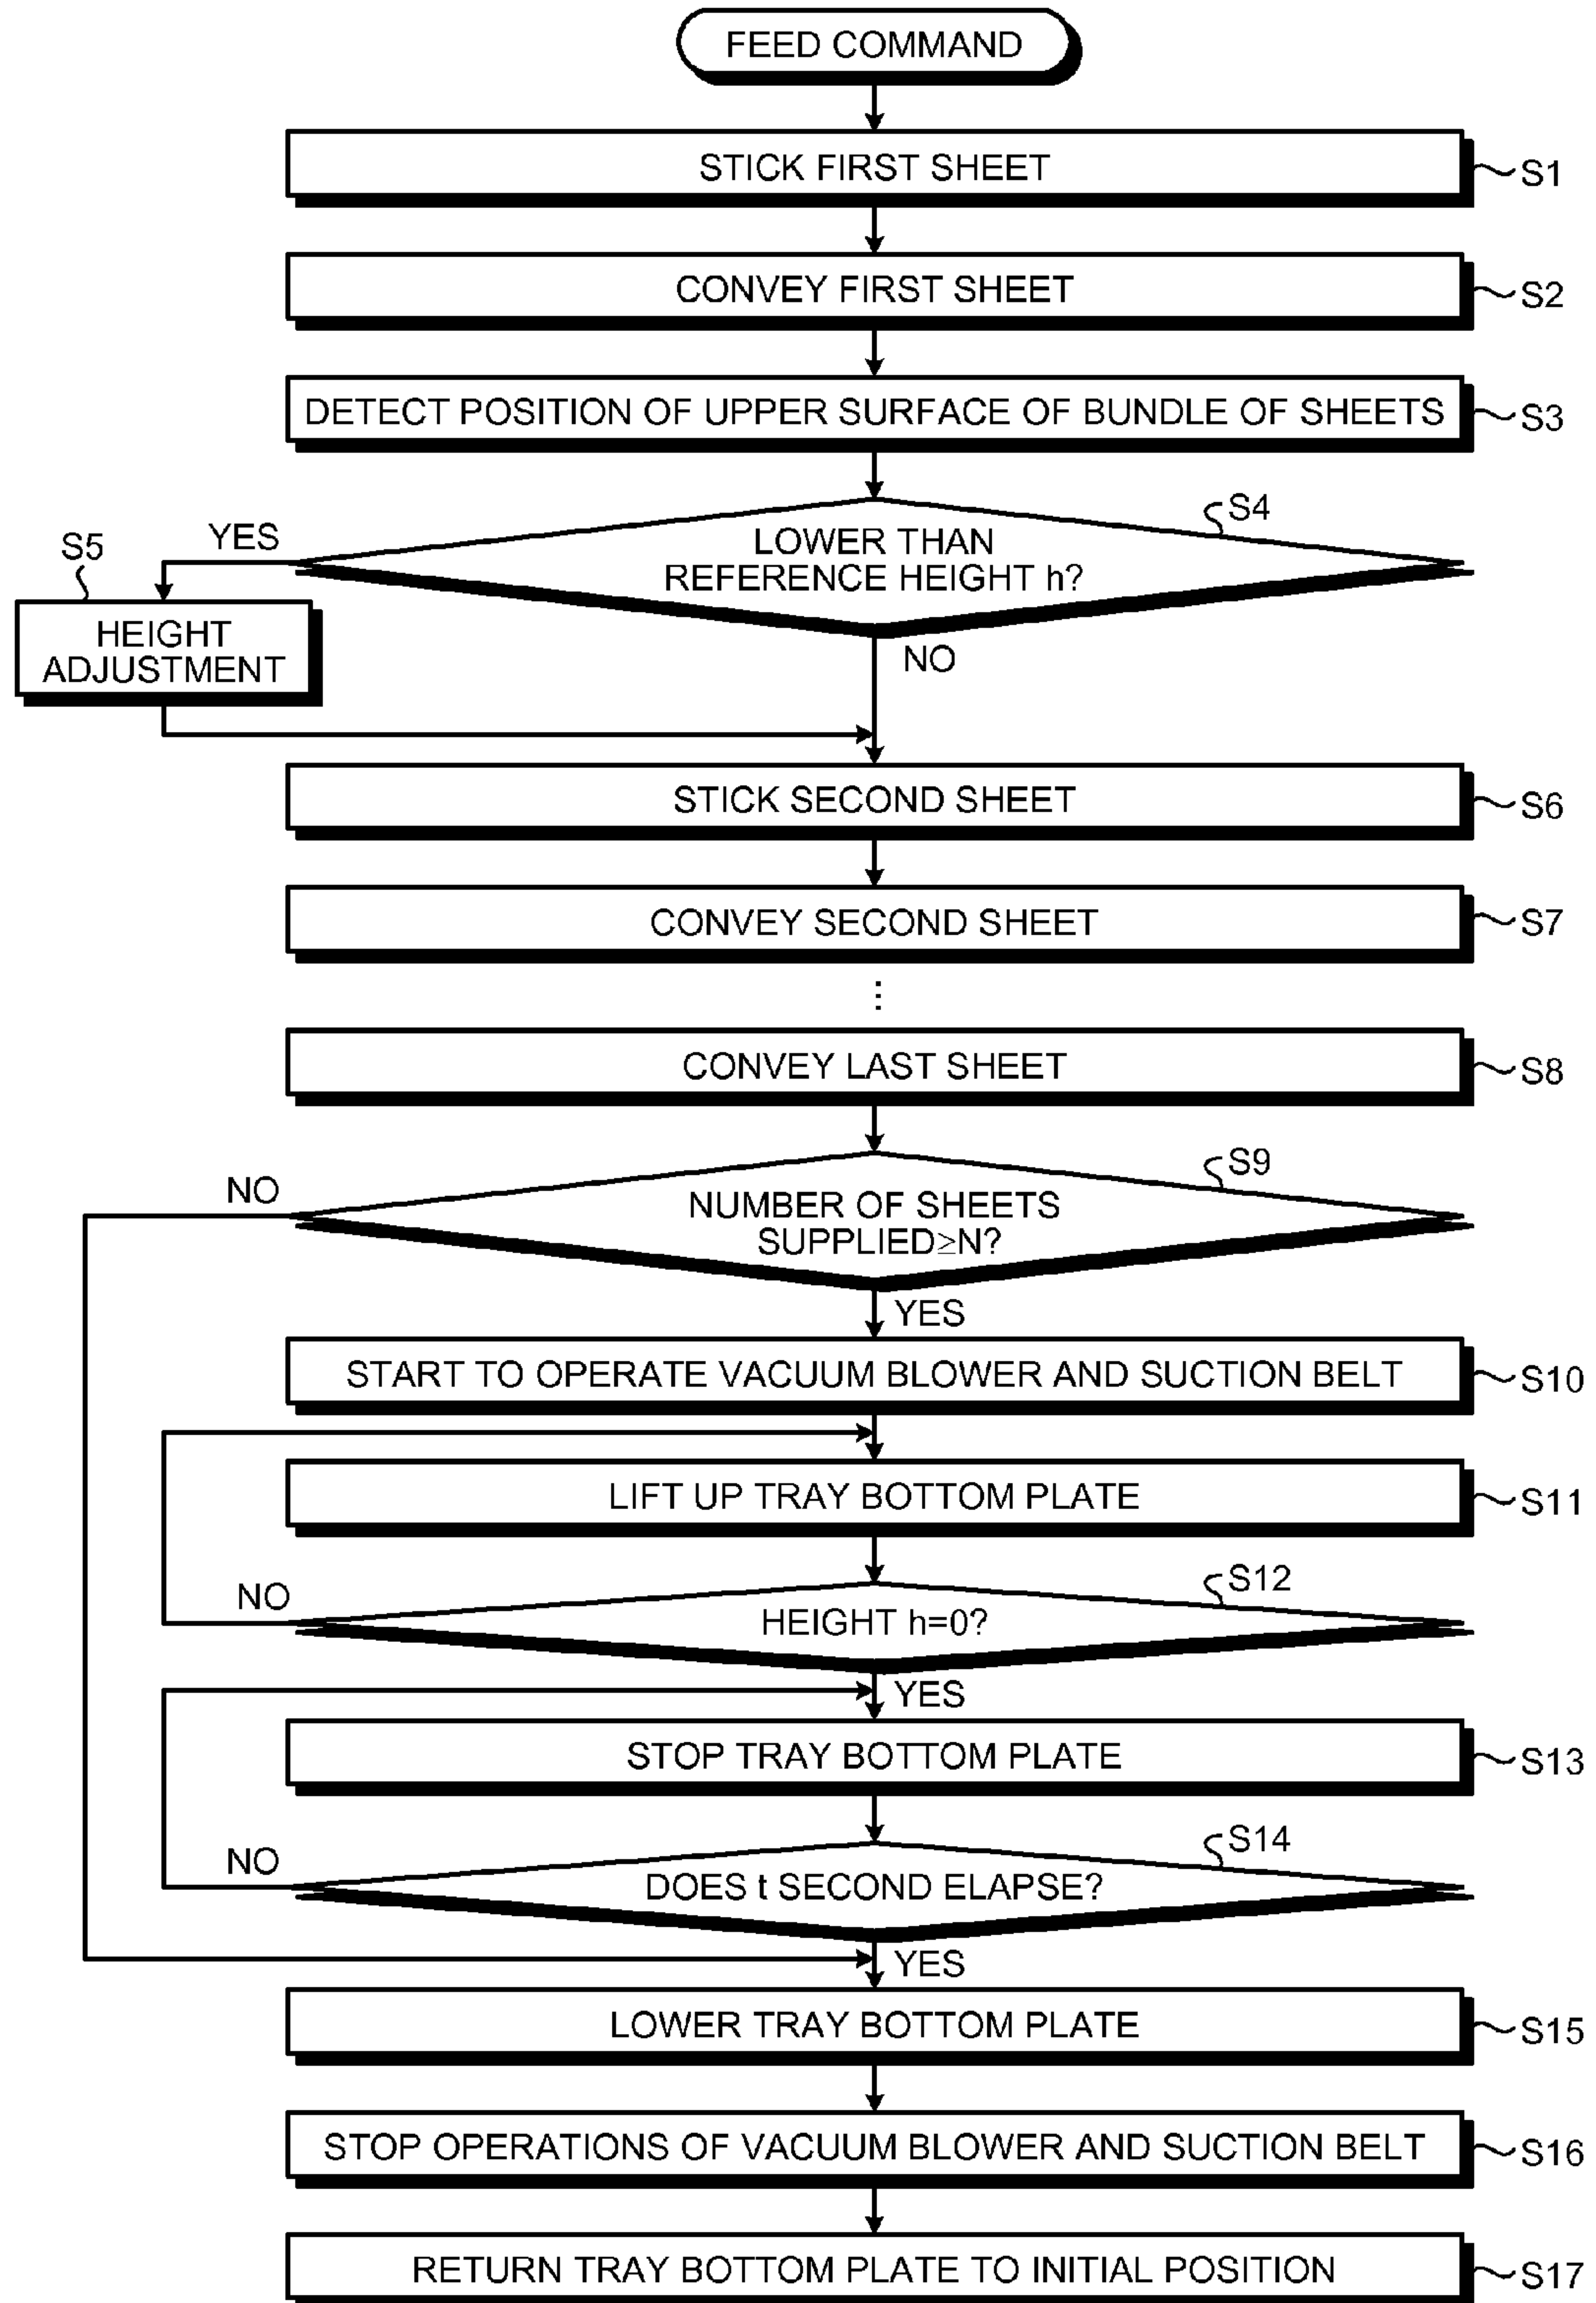 FEED COMMAND
STICK FIRST SHEET
S1
CONVEY FIRST SHEET
S2
DETECT POSITION OF UPPER SURFACE OF BUNDLE OF SHEETS
S3
S4
LOWER THAN
REFERENCE HEIGHT h?
YES
S5
HEIGHT
ADJUSTMENT
NO
STICK SECOND SHEET
S6
CONVEY SECOND SHEET
S7
⋮
CONVEY LAST SHEET
S8
S9
NUMBER OF SHEETS
SUPPLIED≥N?
NO
YES
START TO OPERATE VACUUM BLOWER AND SUCTION BELT
S10
LIFT UP TRAY BOTTOM PLATE
S11
S12
HEIGHT h=0?
NO
YES
STOP TRAY BOTTOM PLATE
S13
S14
DOES t SECOND ELAPSE?
NO
YES
LOWER TRAY BOTTOM PLATE
S15
STOP OPERATIONS OF VACUUM BLOWER AND SUCTION BELT
S16
RETURN TRAY BOTTOM PLATE TO INITIAL POSITION
S17